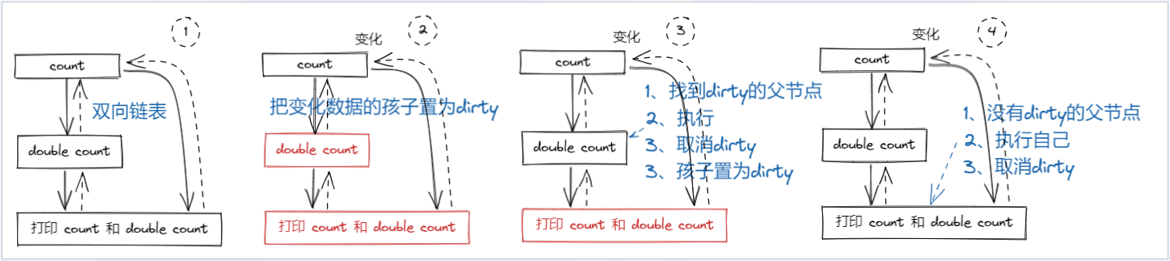 1
count
双向链表
double count
打印 count 和 double count
2
变化
count
把变化数据的孩子置为dirty
double count
打印 count 和 double count
3
变化
count
1、找到dirty的父节点
2、执行
double count
3、取消dirty
3、孩子置为dirty
打印 count 和 double count
4
变化
count
1、没有dirty的父节点
2、执行自己
double count
3、取消dirty
打印 count 和 double count